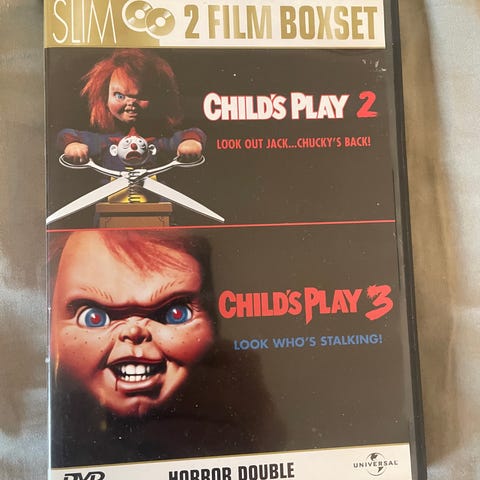 SLIM 2 FILM BOXSET
CHILD'S PLAY 2
LOOK OUT JACK...CHUCKY'S BACK!
CHILD'S PLAY 3
LOOK WHO'S STALKING!
DVD
HORROR DOUBLE
UNIVERSAL